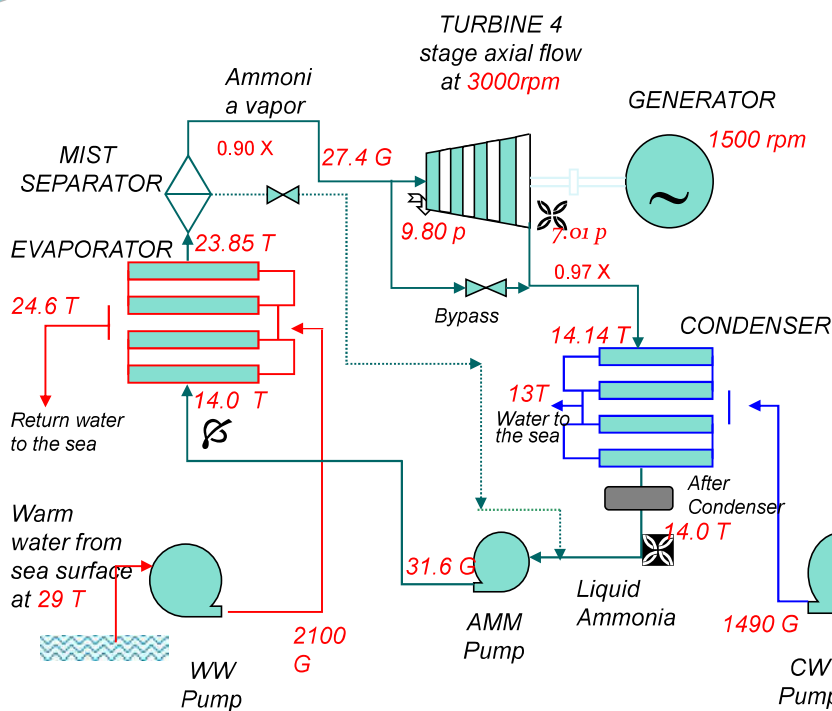 TURBINE 4
stage axial flow
at 3000rpm
Ammoni
a vapor
GENERATOR
1500 rpm
MIST
SEPARATOR
0.90 X
27.4 G
9.80 p
7.01 p
EVAPORATOR
23.85 T
0.97 X
24.6 T
Bypass
14.14 T
CONDENSER
14.0 T
13T
Return water
to the sea
Water to
the sea
After
Condenser
14.0 T
Warm
water from
sea surface
at 29 T
31.6 G
Liquid
Ammonia
AMM
Pump
2100
G
1490 G
WW
Pump
CW
Pump